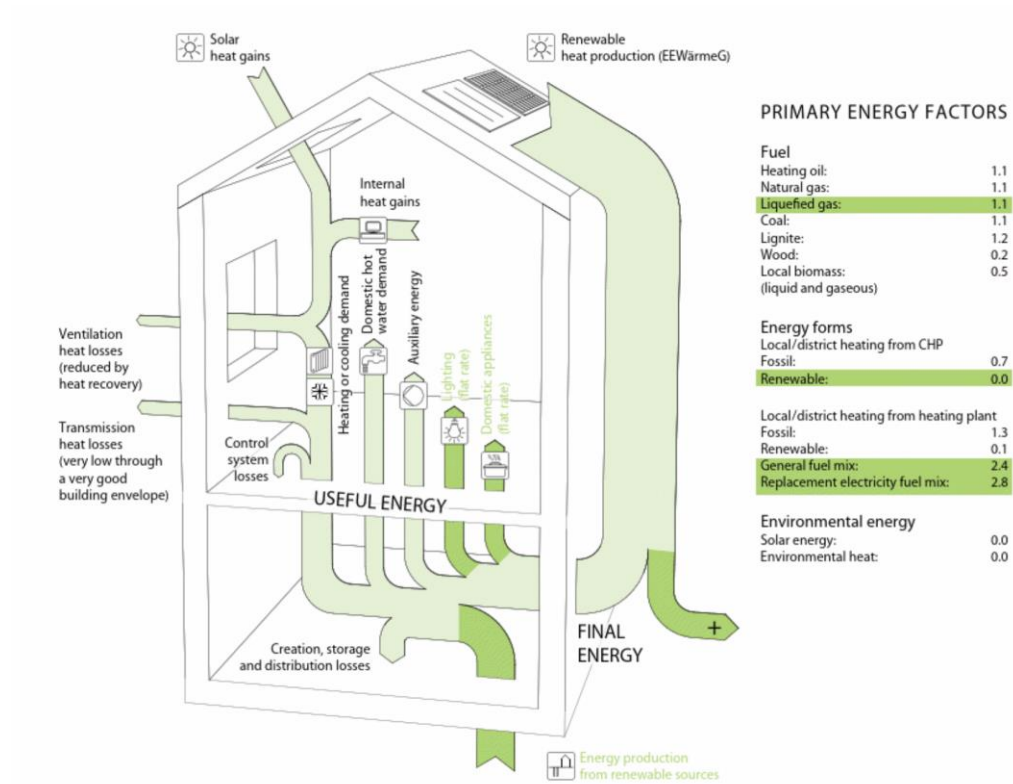 Solar
heat gains
Renewable
heat production (EEWärmeG)
Internal
heat gains
Heating or cooling demand
Domestic hot
water demand
Auxiliary energy
Lighting
(flat rate)
Domestic appliances
(flat rate)
Ventilation
heat losses
(reduced by
heat recovery)
Transmission
heat losses
(very low through
a very good
building envelope)
Control
system
losses
USEFUL ENERGY
Creation, storage
and distribution losses
FINAL
ENERGY
+
Energy production
from renewable sources
PRIMARY ENERGY FACTORS
Fuel
Heating oil: 1.1
Natural gas: 1.1
Liquefied gas: 1.1
Coal: 1.1
Lignite: 1.2
Wood: 0.2
Local biomass: 0.5
(liquid and gaseous)
Energy forms
Local/district heating from CHP
Fossil: 0.7
Renewable: 0.0
Local/district heating from heating plant
Fossil: 1.3
Renewable: 0.1
General fuel mix: 2.4
Replacement electricity fuel mix: 2.8
Environmental energy
Solar energy: 0.0
Environmental heat: 0.0